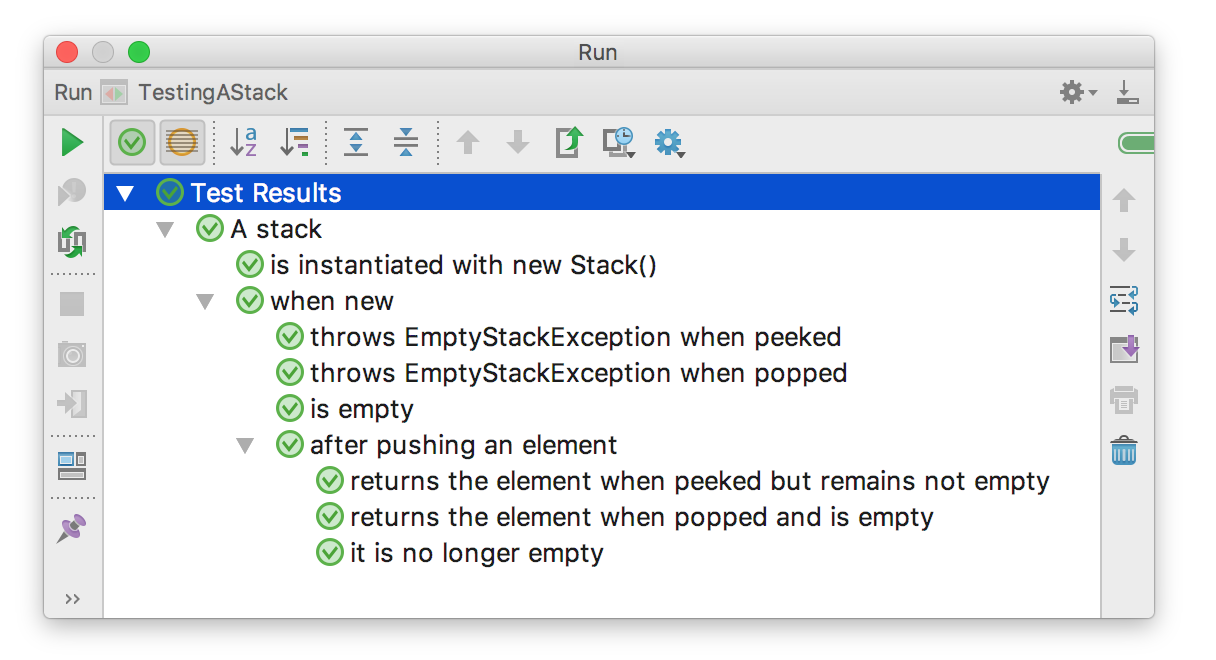 Run
Run TestingAStack
a
z
Test Results
A stack
is instantiated with new Stack()
when new
throws EmptyStackException when peeked
throws EmptyStackException when popped
is empty
after pushing an element
returns the element when peeked but remains not empty
returns the element when popped and is empty
it is no longer empty